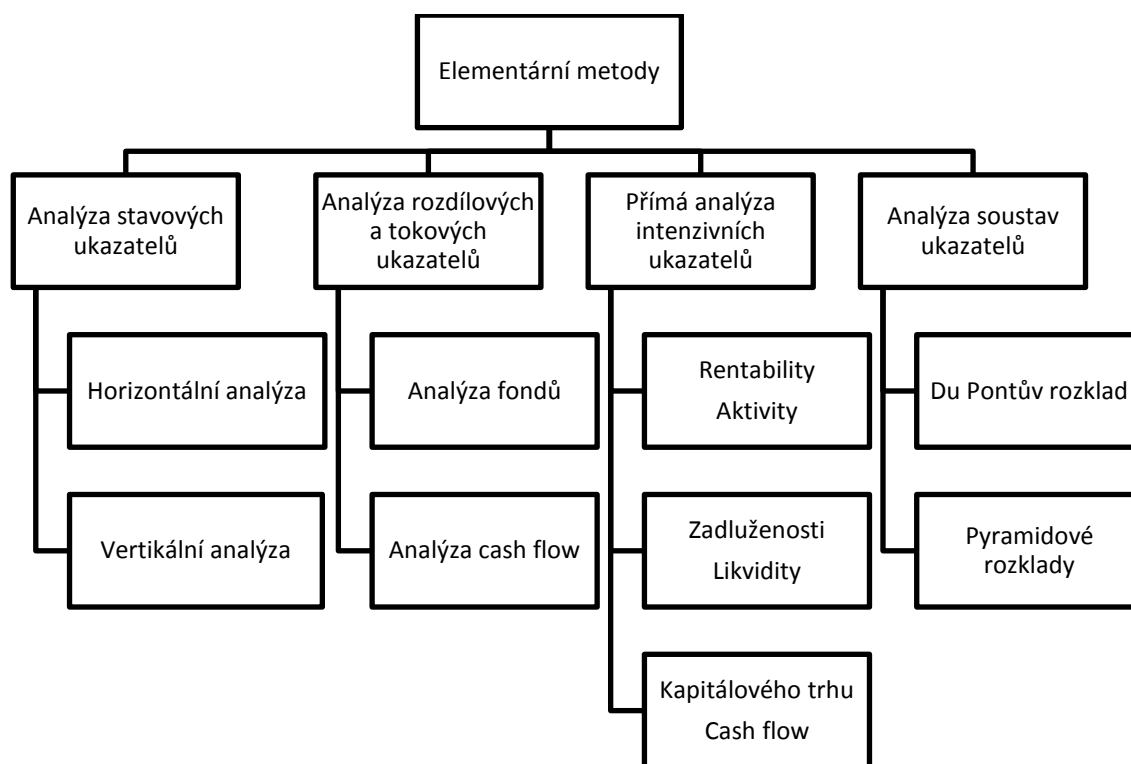 Elementární metody
Analýza stavových
ukazatelů
Analýza rozdílových
a tokových
ukazatelů
Přímá analýza
intenzivních
ukazatelů
Analýza soustav
ukazatelů
Horizontální analýza
Vertikální analýza
Analýza fondů
Analýza cash flow
Rentability
Aktivity
Zadluženosti
Likvidity
Kapitálového trhu
Cash flow
Du Pontův rozklad
Pyramidové
rozklady